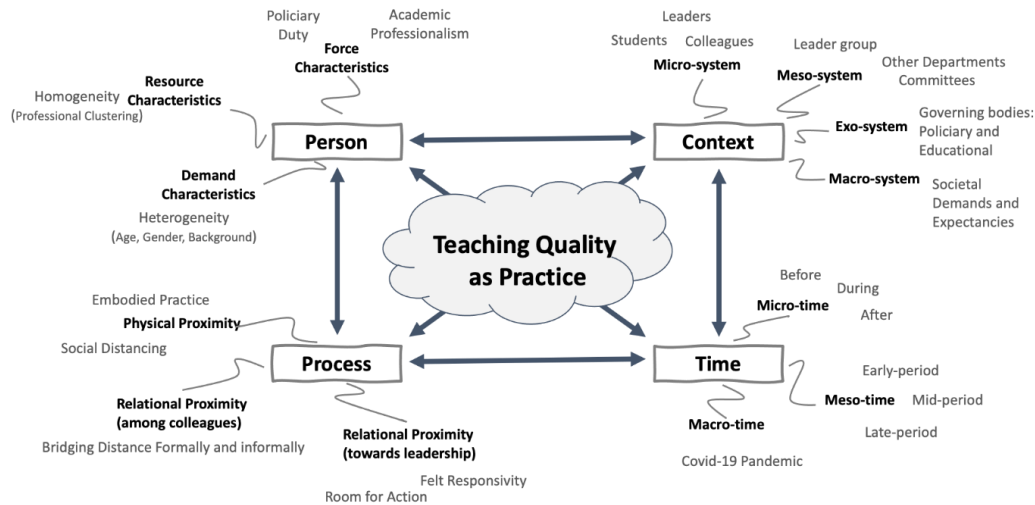 Policiary
Duty
Academic
Professionalism
Force
Characteristics
Resource
Characteristics
Homogeneity
(Professional Clustering)
Person
Demand
Characteristics
Heterogeneity
(Age, Gender, Background)
Leaders
Students
Colleagues
Micro-system
Leader group
Meso-system
Other Departments
Committees
Context
Exo-system
Governing bodies:
Policiary and
Educational
Macro-system
Societal
Demands and
Expectancies
Teaching Quality
as Practice
Embodied Practice
Physical Proximity
Social Distancing
Process
Relational Proximity
(among colleagues)
Bridging Distance Formally and informally
Relational Proximity
(towards leadership)
Felt Responsivity
Room for Action
Before
During
Micro-time
After
Time
Early-period
Meso-time
Mid-period
Late-period
Macro-time
Covid-19 Pandemic